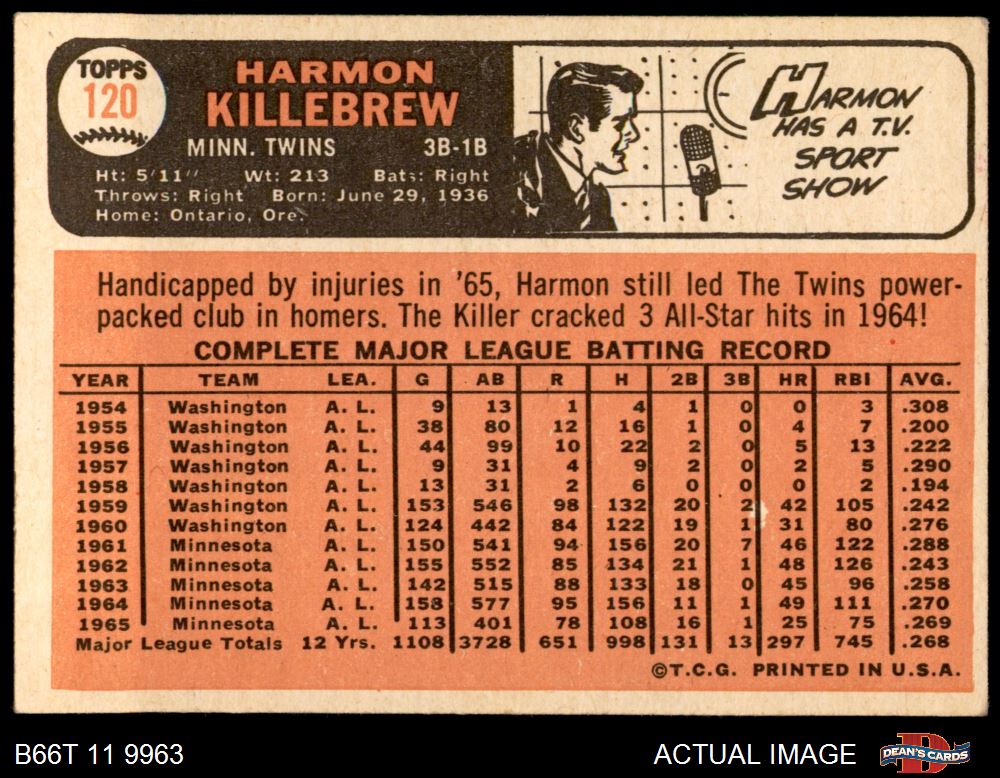 TOPPS
120
HARMON
KILLEBREW
MINN. TWINS 3B-1B
Ht: 5'11" Wt: 213 Bats: Right
Throws: Right Born: June 29, 1936
Home: Ontario, Ore.
HARMON
HAS A T.V.
SPORT
SHOW
Handicapped by injuries in '65, Harmon still led The Twins power-
packed club in homers. The Killer cracked 3 All-Star hits in 1964!
COMPLETE MAJOR LEAGUE BATTING RECORD
YEAR TEAM LEA. G AB R H 2B 3B HR RBI AVG.
1954 Washington A. L. 9 13 1 4 1 0 0 3 .308
1955 Washington A. L. 38 80 12 16 1 0 4 7 .200
1956 Washington A. L. 44 99 10 22 2 0 5 13 .222
1957 Washington A. L. 9 31 4 9 2 0 2 5 .290
1958 Washington A. L. 13 31 2 6 0 0 0 2 .194
1959 Washington A. L. 153 546 98 132 20 2 42 105 .242
1960 Washington A. L. 124 442 84 122 19 1 31 80 .276
1961 Minnesota A. L. 150 541 94 156 20 7 46 122 .288
1962 Minnesota A. L. 155 552 85 134 21 1 48 126 .243
1963 Minnesota A. L. 142 515 88 133 18 0 45 96 .258
1964 Minnesota A. L. 158 577 95 156 11 1 49 111 .270
1965 Minnesota A. L. 113 401 78 108 16 1 25 75 .269
Major League Totals 12 Yrs. 1108 3728 651 998 131 13 297 745 .268
©T.C.G. PRINTED IN U.S.A.
B66T 11 9963 ACTUAL IMAGE DEAN'S CARDS